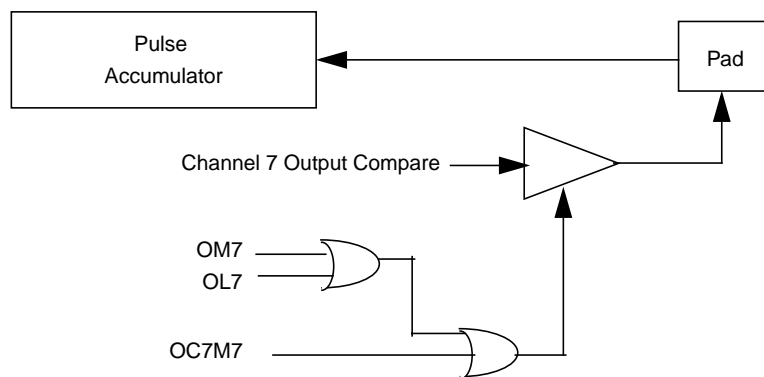 Pulse
Accumulator
Pad
Channel 7 Output Compare
OM7
OL7
OC7M7